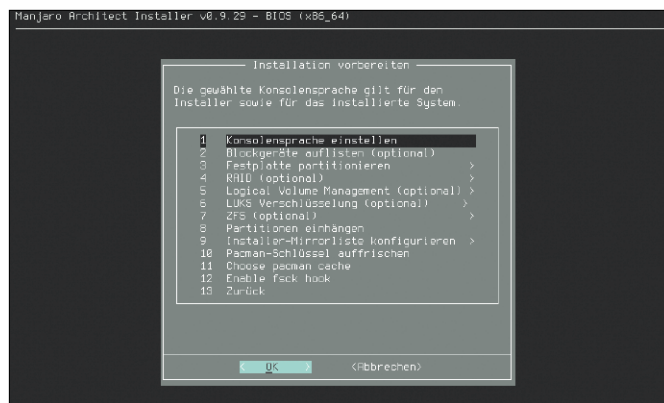 Manjaro Architect Installer v0.9.29 - BIOS (x86_64)
Installation vorbereiten
Die gewählte Konsolensprache gilt für den
Installer sowie für das installierte System.
1 Konsolensprache einstellen
2 Blockgeräte auflisten (optional)
3 Festplatte partitionieren >
4 RAID (optional) >
5 Logical Volume Management (optional) >
6 LUKS Verschlüsselung (optional) >
7 ZFS (optional) >
8 Partitionen einhängen
9 Installer-Mirrorliste konfigurieren >
10 Pacman-Schlüssel auffrischen
11 Choose pacman cache
12 Enable fsck hook
13 Zurück
< OK > <Abbrechen>